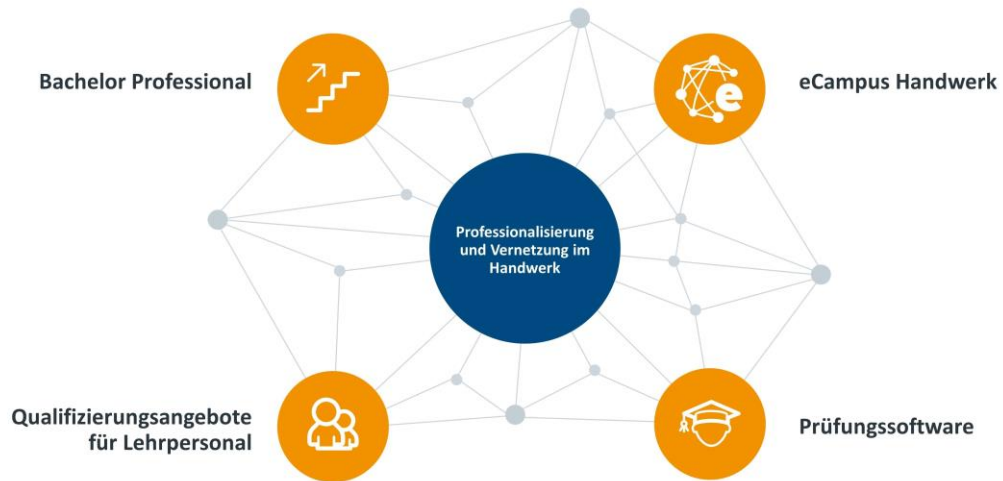 Bachelor Professional
eCampus Handwerk
Professionalisierung
und Vernetzung im
Handwerk
Qualifizierungsangebote
für Lehrpersonal
Prüfungssoftware
e